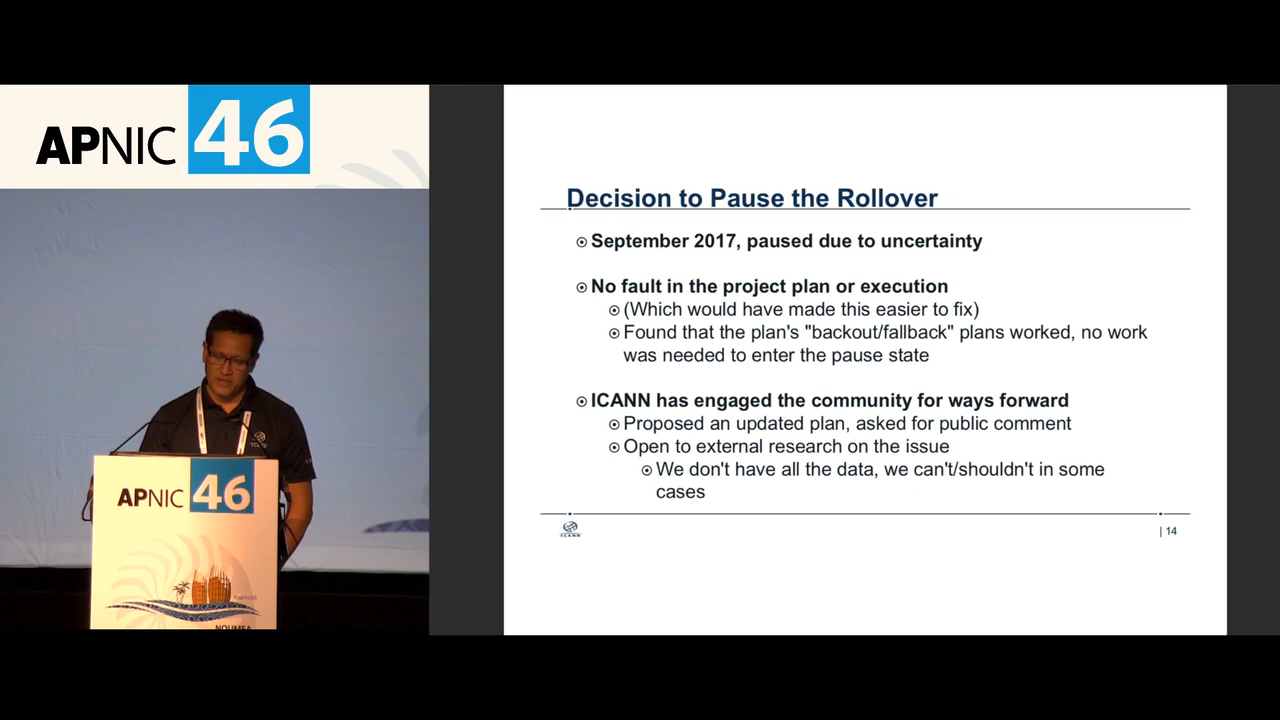 APNIC 46
Decision to Pause the Rollover
September 2017, paused due to uncertainty
No fault in the project plan or execution
(Which would have made this easier to fix)
Found that the plan's "backout/fallback" plans worked, no work
was needed to enter the pause state
ICANN has engaged the community for ways forward
Proposed an updated plan, asked for public comment
Open to external research on the issue
We don't have all the data, we can't/shouldn't in some
cases
ICANN
| 14
APNIC 46
NOUMEA